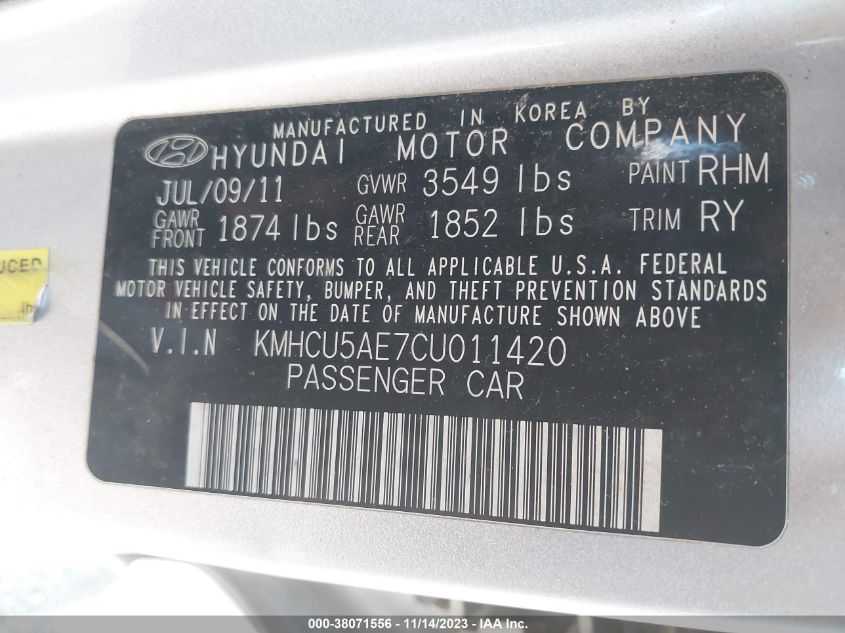 MANUFACTURED IN KOREA BY
HYUNDAI MOTOR COMPANY
JUL/09/11 GVWR 3549 lbs PAINT RHM
GAWR FRONT 1874 lbs GAWR REAR 1852 lbs TRIM RY
THIS VEHICLE CONFORMS TO ALL APPLICABLE U.S.A. FEDERAL
MOTOR VEHICLE SAFETY, BUMPER, AND THEFT PREVENTION STANDARDS
IN EFFECT ON THE DATE OF MANUFACTURE SHOWN ABOVE.
V.I.N KMHCU5AE7CU011420
PASSENGER CAR
000-38071556 | 11/14/2023 - IAA Inc.